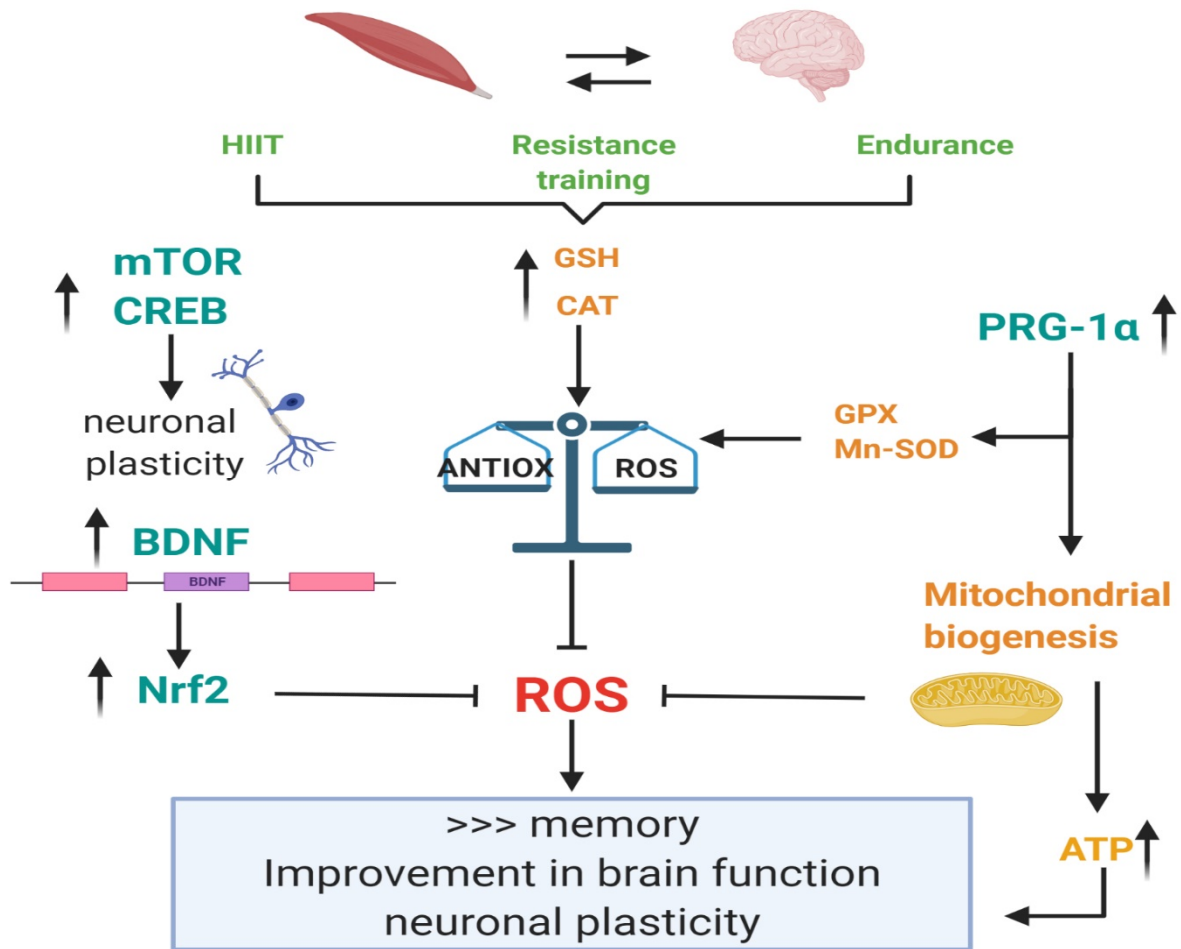 HIIT
Resistance
training
Endurance
mTOR
CREB
neuronal
plasticity
BDNF
BDNF
Nrf2
GSH
CAT
ANTIOX
ROS
ROS
PRG-1α
GPX
Mn-SOD
Mitochondrial
biogenesis
ATP
>>> memory
Improvement in brain function
neuronal plasticity